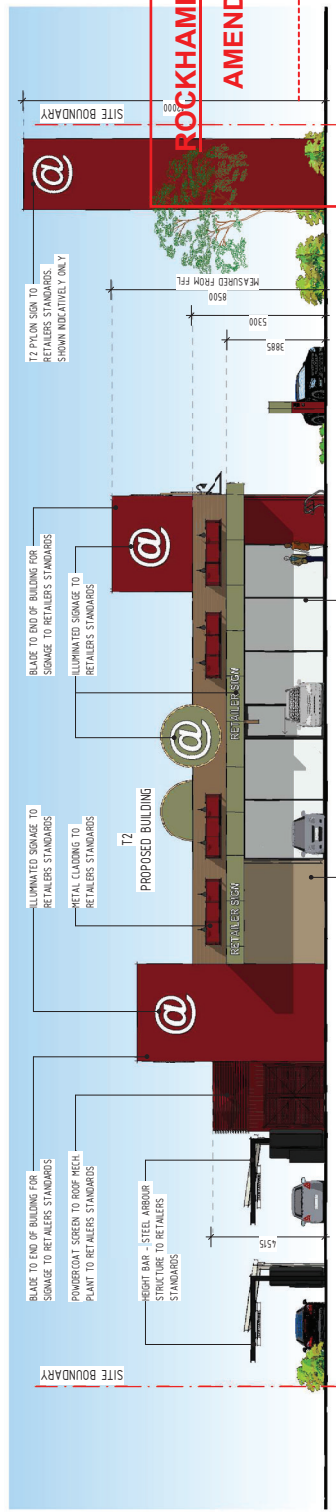 SITE BOUNDARY
BLADE TO END OF BUILDING FOR
SIGNAGE TO RETAILERS STANDARDS
POWDERCOAT SCREEN TO ROOF MECH.
PLANT TO RETAILERS STANDARDS
HEIGHT BAR - STEEL ARBOUR
STRUCTURE TO RETAILERS
STANDARDS
4515
@
ILLUMINATED SIGNAGE TO
RETAILERS STANDARDS
METAL CLADDING TO
RETAILERS STANDARDS
T2
PROPOSED BUILDING
RETAILER SIGN
@
RETAILER SIGN
BLADE TO END OF BUILDING FOR
SIGNAGE TO RETAILERS STANDARDS
ILLUMINATED SIGNAGE TO
RETAILERS STANDARDS
@
3885
5300
8500
MEASURED FROM FFL
T2 PYLON SIGN TO
RETAILERS STANDARDS.
SHOWN INDICATIVELY ONLY
@
SITE BOUNDARY
ROCKHAM
AMEND